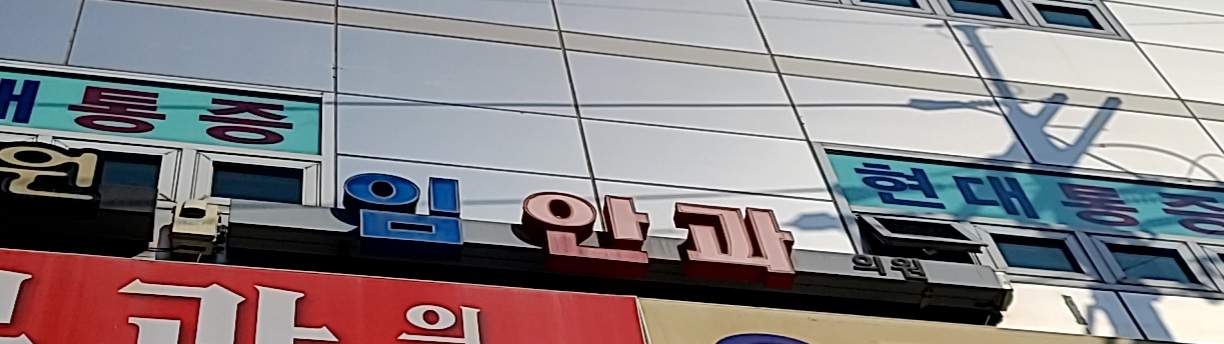 대 통증
현대통증
원
임 안과 의원
과 의